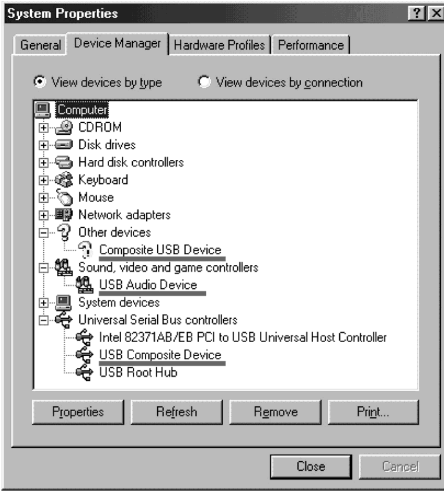 System Properties
General Device Manager Hardware Profiles Performance
View devices by type View devices by connection
Computer
CDROM
Disk drives
Hard disk controllers
Keyboard
Mouse
Network adapters
Other devices
Composite USB Device
Sound, video and game controllers
USB Audio Device
System devices
Universal Serial Bus controllers
Intel 82371AB/EB PCI to USB Universal Host Controller
USB Composite Device
USB Root Hub
Properties Refresh Remove Print...
Close Cancel